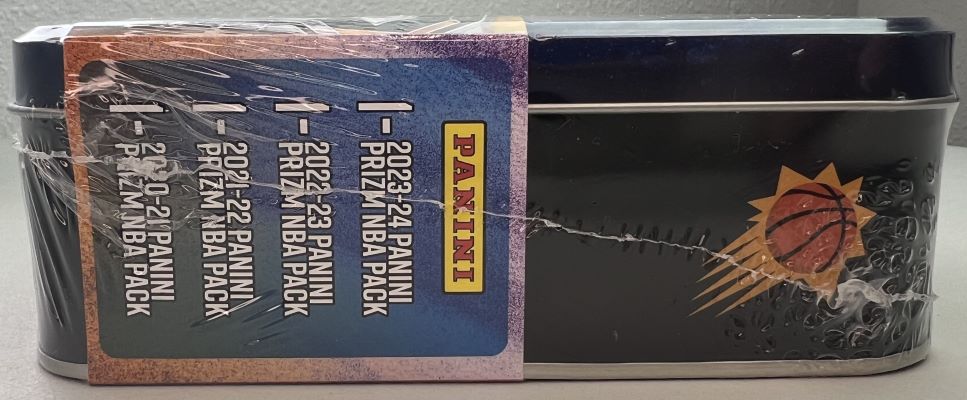 PANINI
1- 2023-24 PANINI
PRIZM NBA PACK
1- 2022-23 PANINI
PRIZM NBA PACK
1- 2021-22 PANINI
PRIZM NBA PACK
1- 2020-21 PANINI
PRIZM NBA PACK